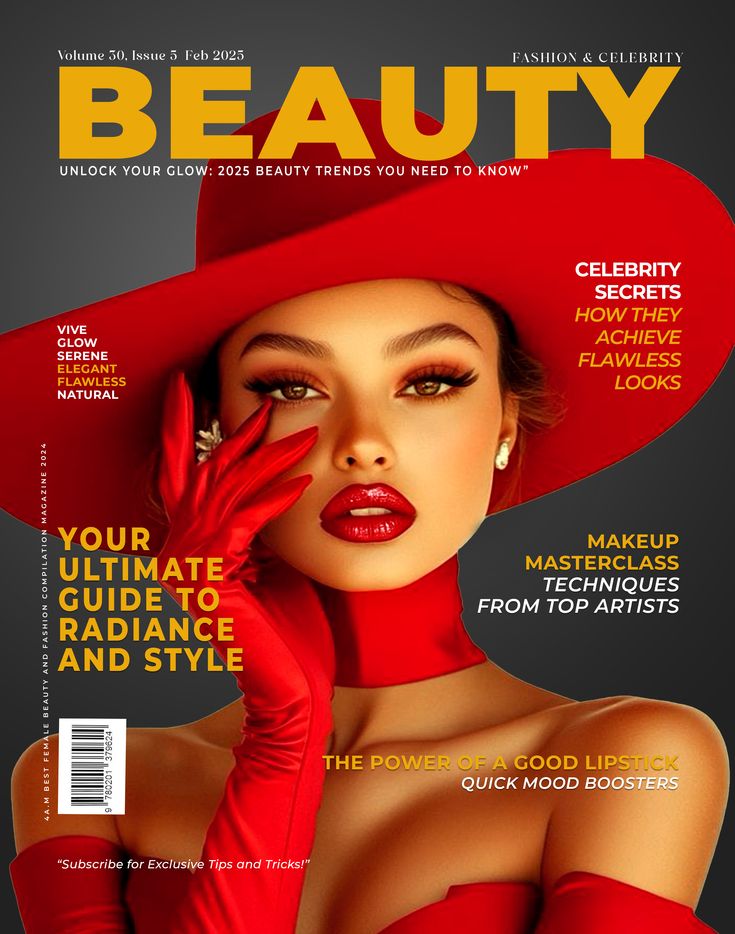 Volume 30, Issue 5 Feb 2025
FASHION & CELEBRITY
BEAUTY
UNLOCK YOUR GLOW: 2025 BEAUTY TRENDS YOU NEED TO KNOW”
CELEBRITY
SECRETS
HOW THEY
ACHIEVE
FLAWLESS
LOOKS
VIVE
GLOW
SERENE
ELEGANT
FLAWLESS
NATURAL
4A.M BEST FEMALE BEAUTY AND FASHION COMPILATION MAGAZINE 2024
YOUR
ULTIMATE
GUIDE TO
RADIANCE
AND STYLE
MAKEUP
MASTERCLASS
TECHNIQUES
FROM TOP ARTISTS
THE POWER OF A GOOD LIPSTICK
QUICK MOOD BOOSTERS
9 780201 379624
“Subscribe for Exclusive Tips and Tricks!”